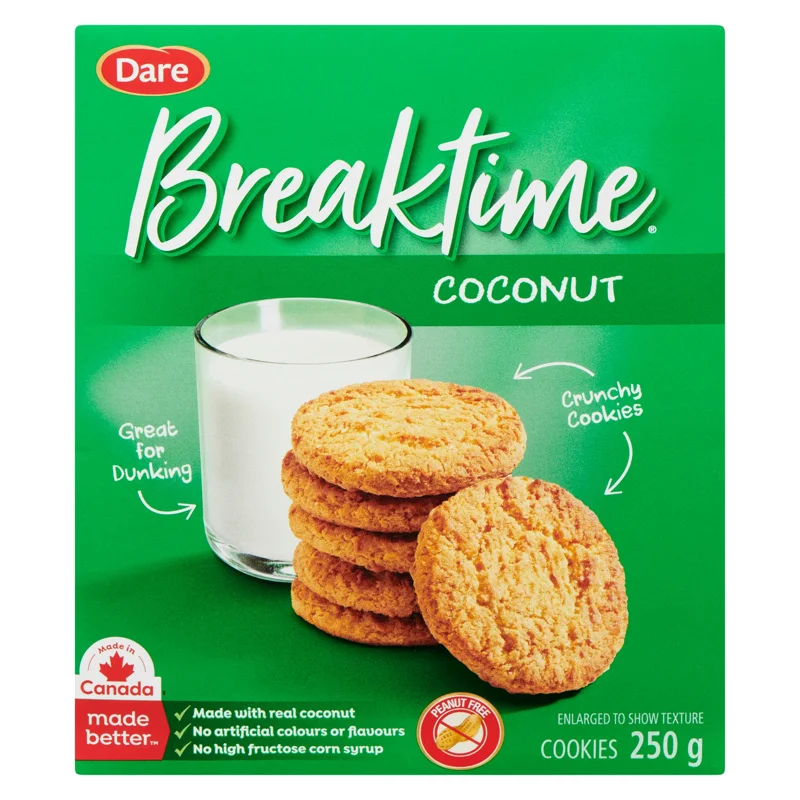 Dare
Breaktime®
COCONUT
Crunchy
Cookies
Great
for
Dunking
Made in
Canada
made
better™
Made with real coconut
No artificial colours or flavours
No high fructose corn syrup
PEANUT FREE
ENLARGED TO SHOW TEXTURE
COOKIES 250 g